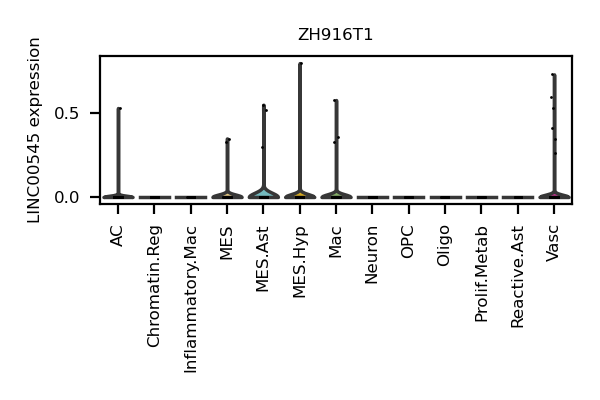 ZH916T1
LINC00545 expression
0.5
0.0
AC
Chromatin.Reg
Inflammatory.Mac
MES
MES.Ast
MES.Hyp
Mac
Neuron
OPC
Oligo
Prolif.Metab
Reactive.Ast
Vasc